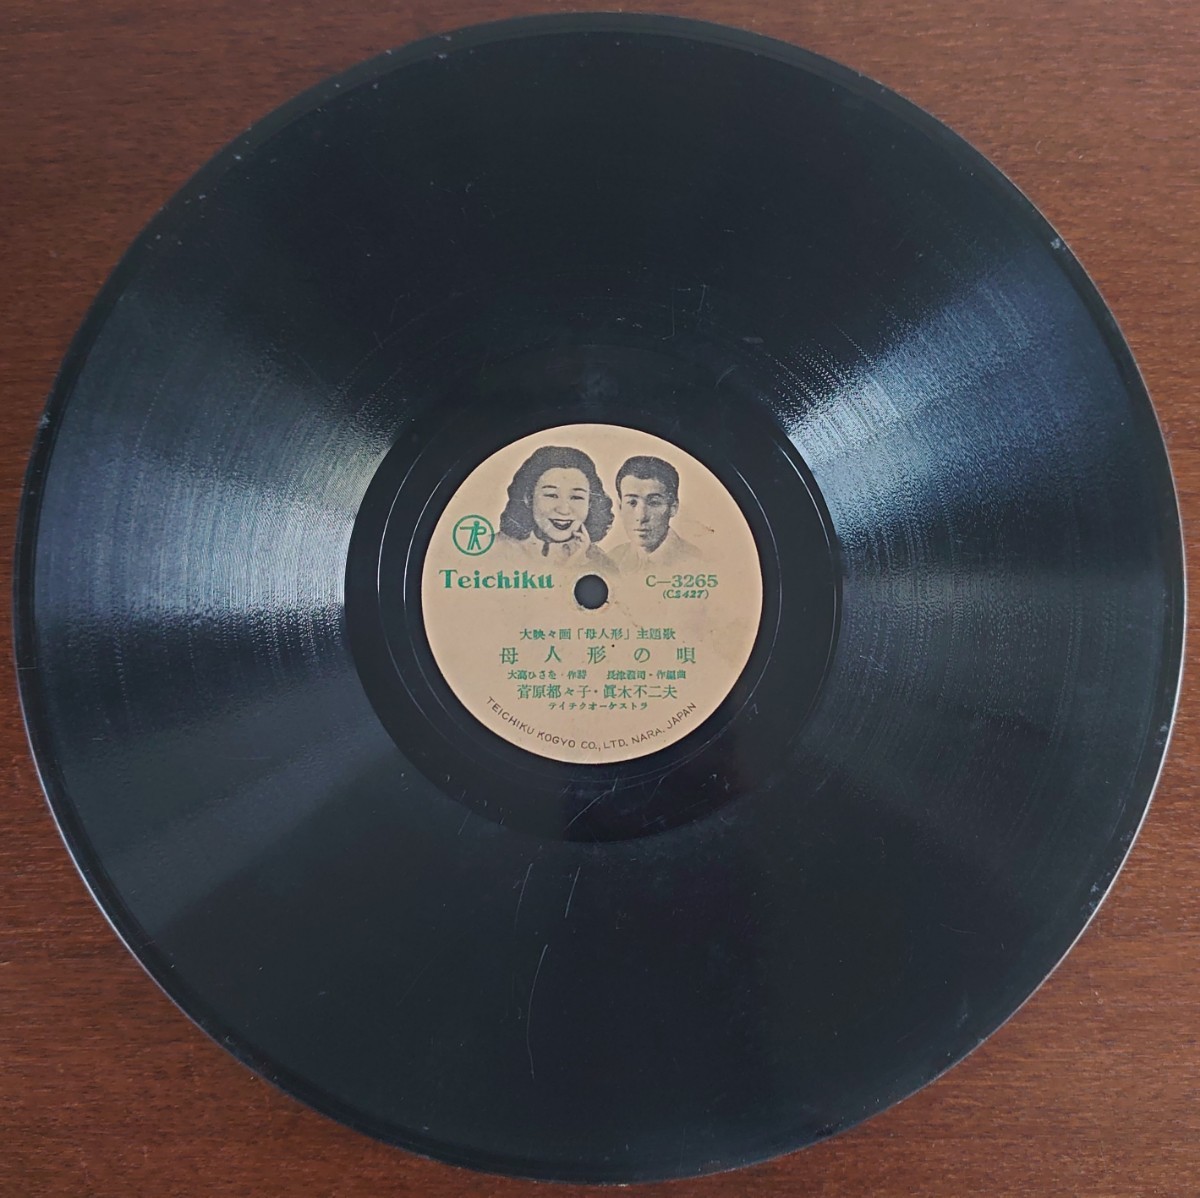 Teichiku
C—3265
(CS427)
大映々画「母人形」主題歌
母人形の唄
大高ひさを・作詩 長津義司・作編曲
菅原都々子・眞木不二夫
テイチクオーケストラ
TEICHIKU KOGYO CO., LTD. NARA. JAPAN